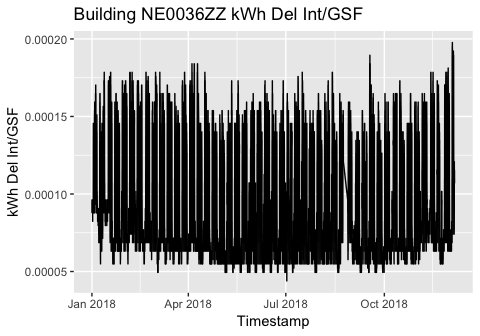 Building NE0036ZZ kWh Del Int/GSF
kWh Del Int/GSF
0.00020
0.00015
0.00010
0.00005
Jan 2018
Apr 2018
Jul 2018
Oct 2018
Timestamp